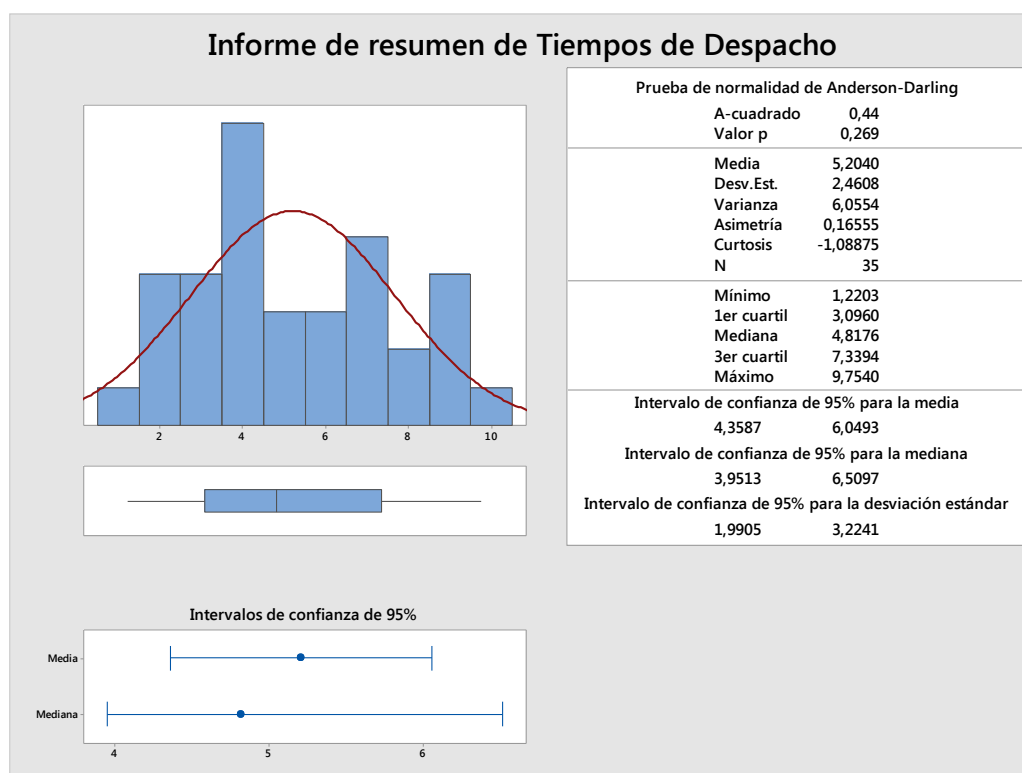 Informe de resumen de Tiempos de Despacho
2 4 6 8 10
Intervalos de confianza de 95%
Media
Mediana
4 5 6
Prueba de normalidad de Anderson-Darling
A-cuadrado 0,44
Valor p 0,269
Media 5,2040
Desv.Est. 2,4608
Varianza 6,0554
Asimetría 0,16555
Curtosis -1,08875
N 35
Mínimo 1,2203
1er cuartil 3,0960
Mediana 4,8176
3er cuartil 7,3394
Máximo 9,7540
Intervalo de confianza de 95% para la media
4,3587 6,0493
Intervalo de confianza de 95% para la mediana
3,9513 6,5097
Intervalo de confianza de 95% para la desviación estándar
1,9905 3,2241